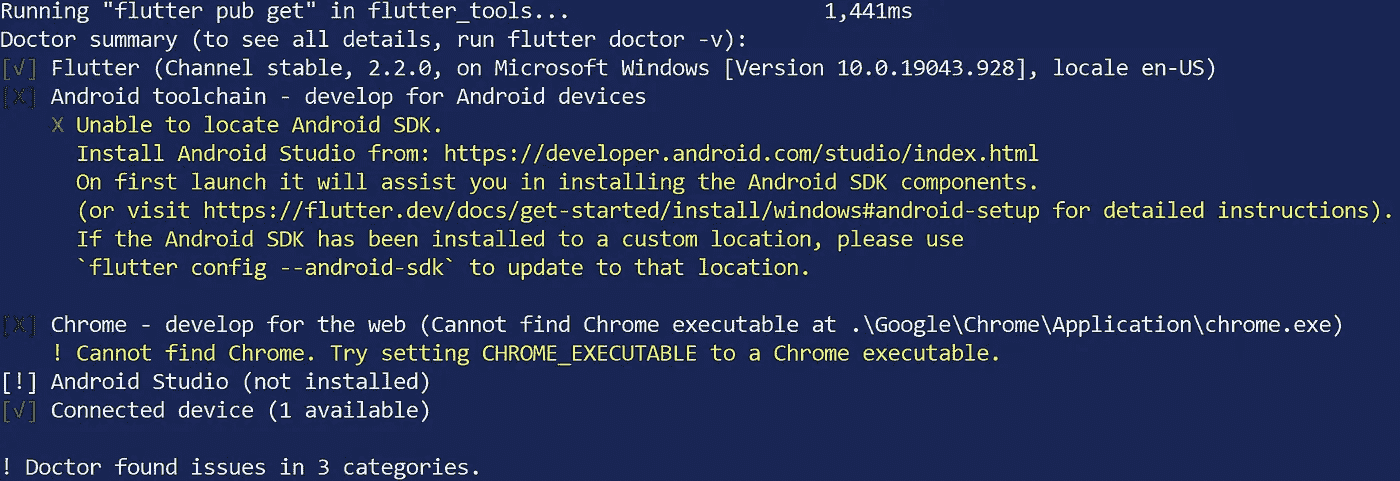 Running "flutter pub get" in flutter_tools... 1,441ms
Doctor summary (to see all details, run flutter doctor -v):
[√] Flutter (Channel stable, 2.2.0, on Microsoft Windows [Version 10.0.19043.928], locale en-US)
[X] Android toolchain - develop for Android devices
X Unable to locate Android SDK.
Install Android Studio from: https://developer.android.com/studio/index.html
On first launch it will assist you in installing the Android SDK components.
(or visit https://flutter.dev/docs/get-started/install/windows#android-setup for detailed instructions).
If the Android SDK has been installed to a custom location, please use
`flutter config --android-sdk` to update to that location.
[X] Chrome - develop for the web (Cannot find Chrome executable at .\Google\Chrome\Application\chrome.exe)
! Cannot find Chrome. Try setting CHROME_EXECUTABLE to a Chrome executable.
[!] Android Studio (not installed)
[√] Connected device (1 available)
! Doctor found issues in 3 categories.